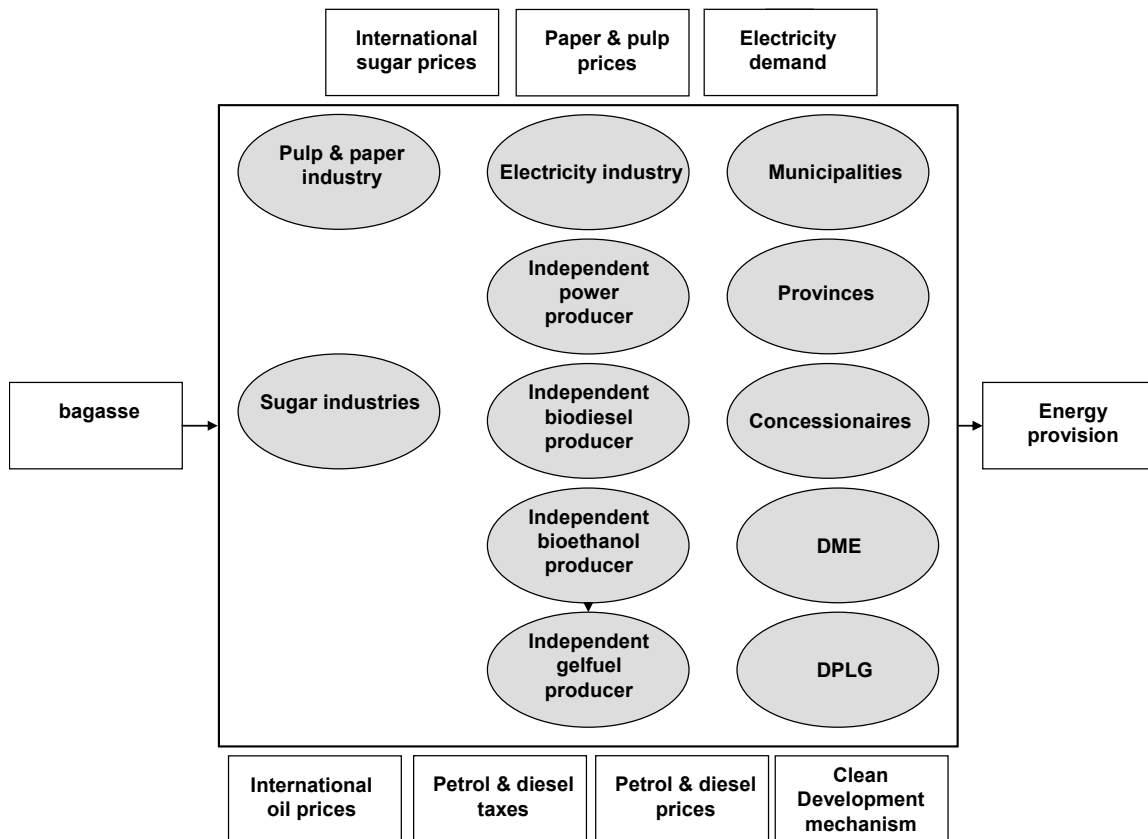 International
sugar prices
Paper & pulp
prices
Electricity
demand
Pulp & paper
industry
Electricity industry
Municipalities
Independent
power
producer
Provinces
bagasse
Sugar industries
Independent
biodiesel
producer
Concessionaires
Energy
provision
Independent
bioethanol
producer
DME
Independent
gelfuel
producer
DPLG
International
oil prices
Petrol & diesel
taxes
Petrol & diesel
prices
Clean
Development
mechanism